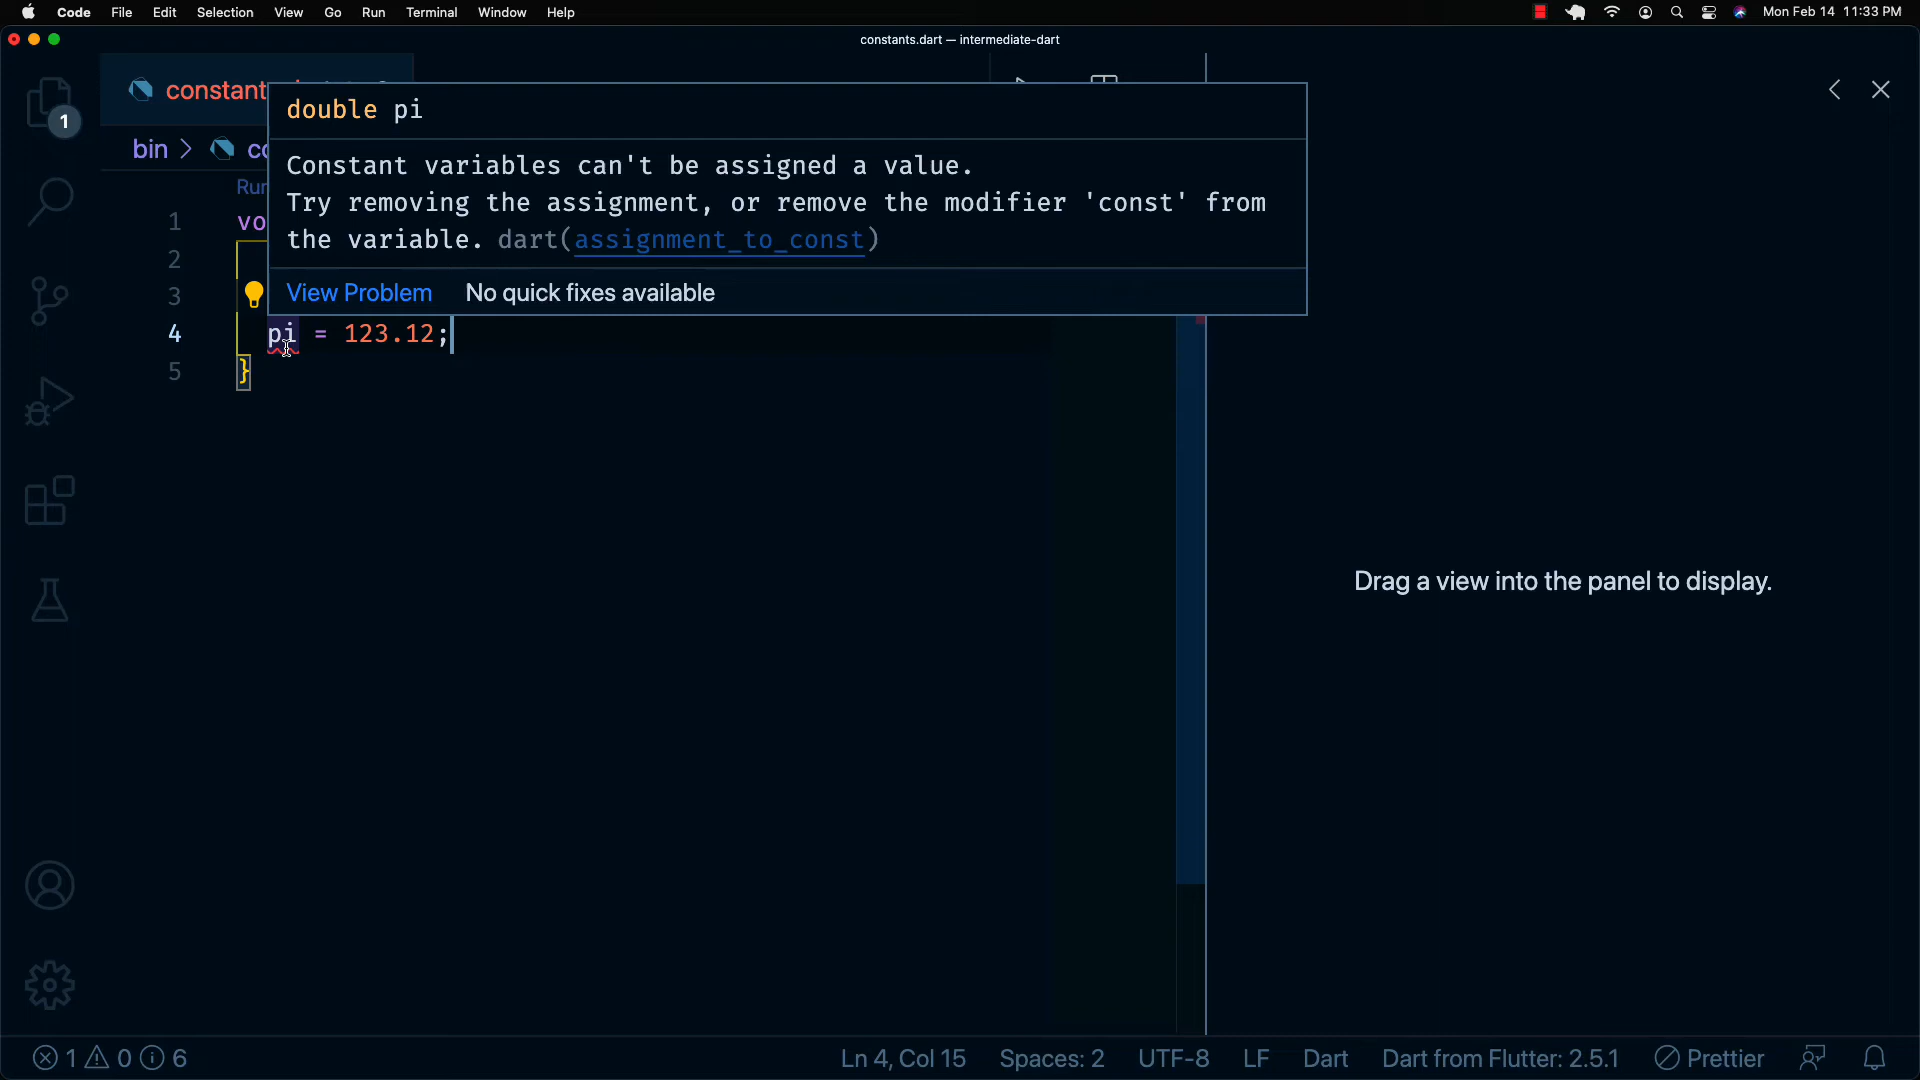 Code File Edit Selection View Go Run Terminal Window Help Mon Feb 14 11:33 PM
constants.dart — intermediate-dart
constant
double pi
1
bin > co
Constant variables can't be assigned a value.
Run
Try removing the assignment, or remove the modifier 'const' from
1 vo
the variable. dart(assignment_to_const)
2
3
View Problem No quick fixes available
4 pi = 123.12;
5 }
Drag a view into the panel to display.
1 0 6 Ln 4, Col 15 Spaces: 2 UTF-8 LF Dart Dart from Flutter: 2.5.1 Prettier